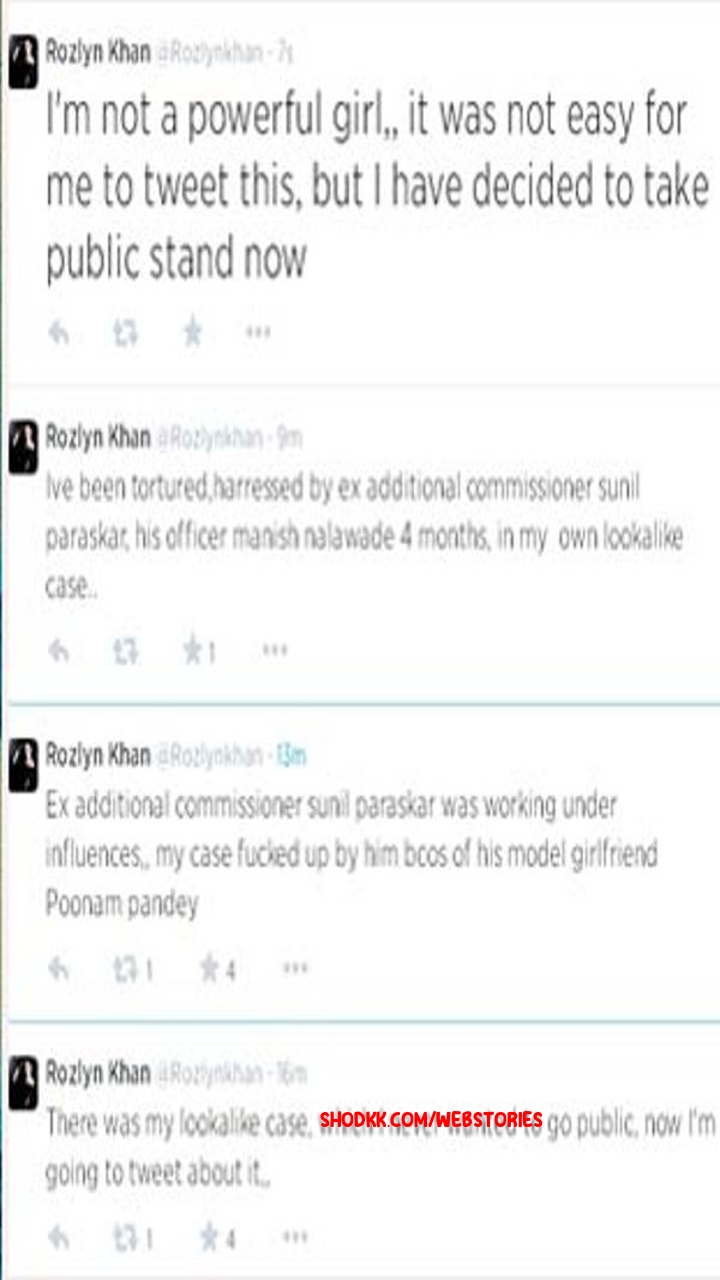 Rozlyn Khan @Rozlynkhan · 7s
I'm not a powerful girl,, it was not easy for
me to tweet this, but I have decided to take
public stand now
Rozlyn Khan @Rozlynkhan · 9m
Ive been tortured,harressed by ex additional commissioner sunil
paraskar, his officer manish nalawade 4 months, in my own lookalike
case..
1
Rozlyn Khan @Rozlynkhan · 13m
Ex additional commissioner sunil paraskar was working under
influences,, my case fucked up by him bcos of his model girlfriend
Poonam pandey
1 4
Rozlyn Khan @Rozlynkhan · 16m
There was my lookalike case, SHODKK.COM/WEBSTORIES go public, now I'm
going to tweet about it,,
1 4